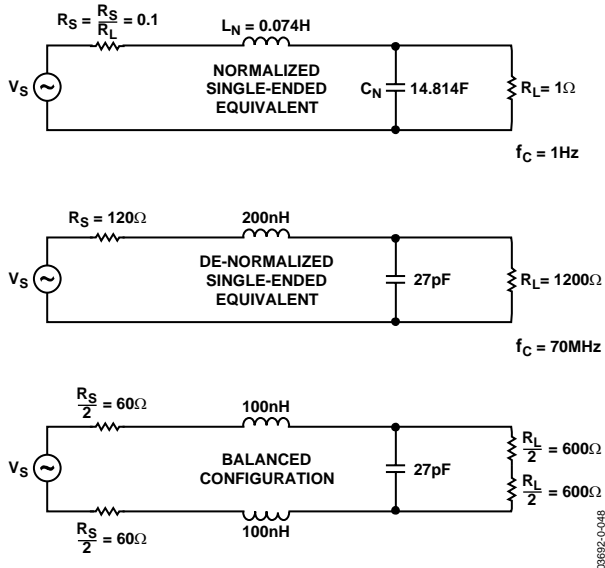 R_S = R_S / R_L = 0.1
L_N = 0.074H
V_S
NORMALIZED
SINGLE-ENDED
EQUIVALENT
C_N
14.814F
R_L= 1Ω
f_C = 1Hz
R_S = 120Ω
200nH
V_S
DE-NORMALIZED
SINGLE-ENDED
EQUIVALENT
27pF
R_L= 1200Ω
f_C = 70MHz
R_S / 2 = 60Ω
100nH
V_S
BALANCED
CONFIGURATION
27pF
R_L / 2 = 600Ω
R_L / 2 = 600Ω
R_S / 2 = 60Ω
100nH
03692-0-048